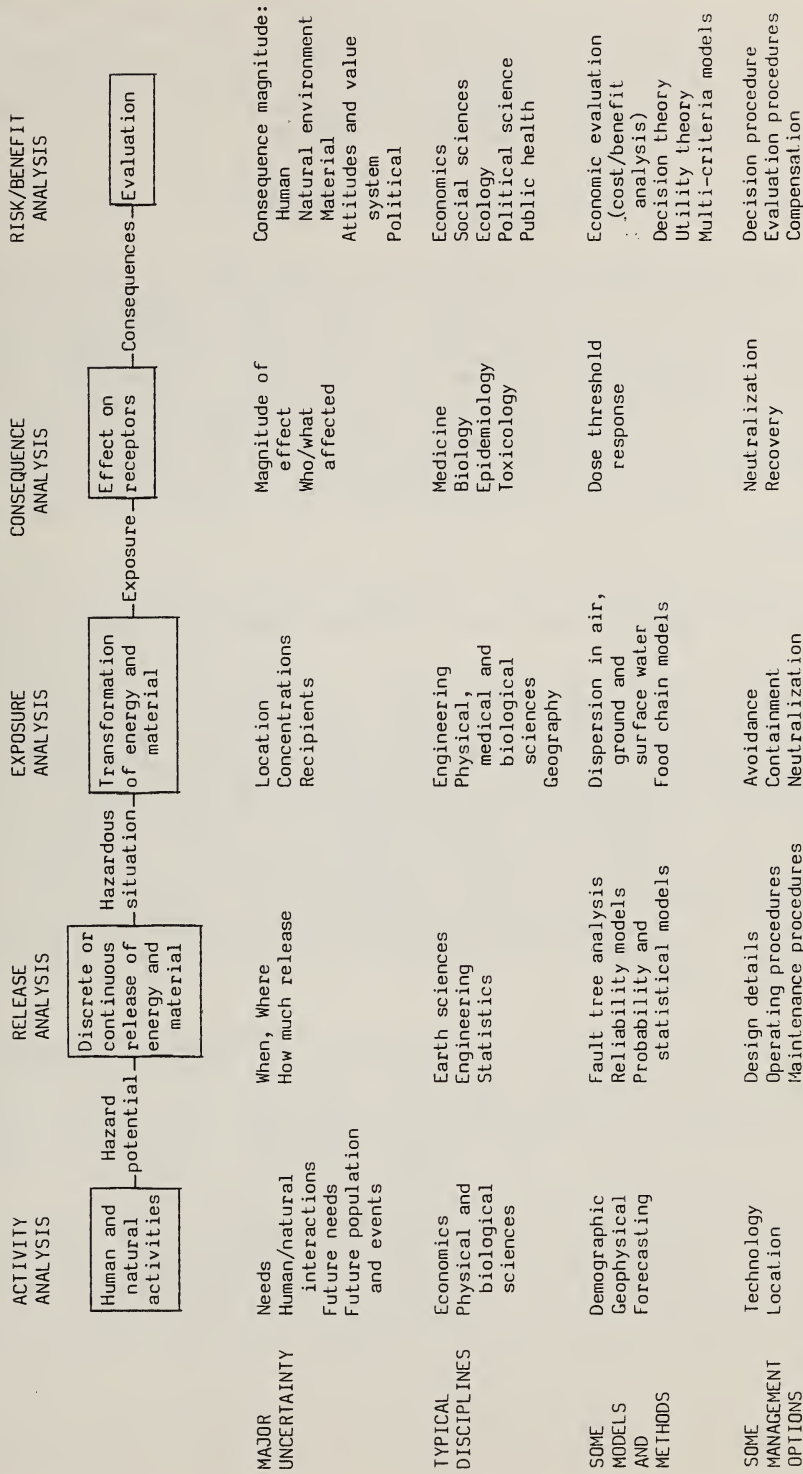 ACTIVITY
ANALYSIS
RELEASE
ANALYSIS
EXPOSURE
ANALYSIS
CONSEQUENCE
ANALYSIS
RISK/BENEFIT
ANALYSIS
Human and
natural
activities
Hazard
potential
Discrete or
continuous
release of
energy and
material
Hazardous
situation
Transformation
of energy and
material
Exposure
Effect on
receptors
Consequences
Evaluation
MAJOR
UNCERTAINTY
Needs
Human/natural
interactions
Future needs
Future population
and events
When, Where
How much release
Location
Concentrations
Recipients
Magnitude of
effect
Who/what
affected
Consequence magnitude:
Human
Natural environment
Material
Attitudes and value
system
Political
TYPICAL
DISCIPLINES
Economics
Physical and
biological
sciences
Earth sciences
Engineering
Statistics
Engineering
Physical,
medical and
biological
sciences
Geography
Medicine
Biology
Epidemiology
Toxicology
Economics
Social sciences
Ecology
Political science
Public health
SOME
MODELS
AND
METHODS
Demographic
Geophysical
Forecasting
Fault tree analysis
Reliability models
Probability and
statistical models
Dispersion in air,
ground and
surface water
Food chain models
Dose threshold
response
Economic evaluation
(cost/benefit
analysis)
Decision theory
Utility theory
Multi-criteria models
SOME
MANAGEMENT
OPTIONS
Technology
Location
Design details
Operating procedures
Maintenance procedures
Avoidance
Containment
Neutralization
Neutralization
Recovery
Decision procedure
Evaluation procedures
Compensation